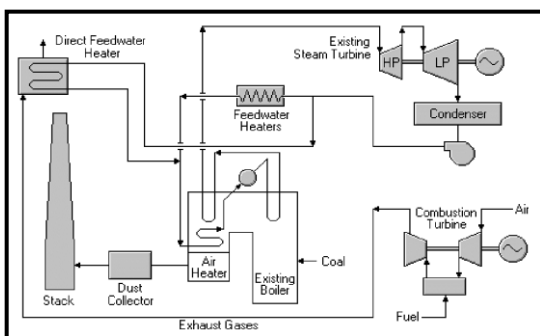 Direct Feedwater
Heater
Existing
Steam Turbine
HP
LP
Feedwater
Heaters
Condenser
Combustion
Turbine
Air
Coal
Air
Heater
Existing
Boiler
Dust
Collector
Stack
Fuel
Exhaust Gases